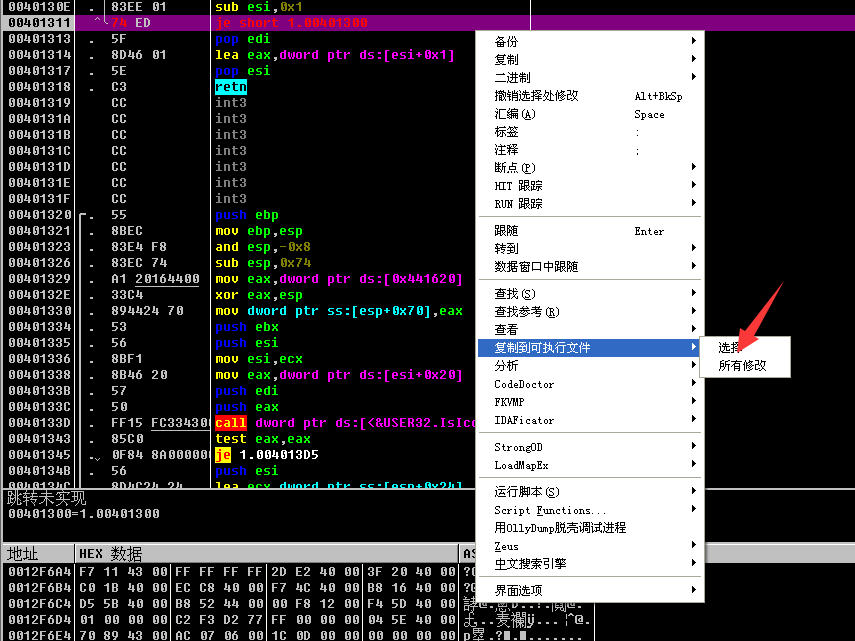 0040130E . 83EE 01 sub esi,0x1
00401311 ^ 74 ED je short 1.00401300
00401313 . 5F pop edi
00401314 . 8D46 01 lea eax,dword ptr ds:[esi+0x1]
00401317 . 5E pop esi
00401318 . C3 retn
00401319 CC int3
0040131A CC int3
0040131B CC int3
0040131C CC int3
0040131D CC int3
0040131E CC int3
0040131F CC int3
00401320 . 55 push ebp
00401321 . 8BEC mov ebp,esp
00401323 . 83E4 F8 and esp,-0x8
00401326 . 83EC 74 sub esp,0x74
00401329 . A1 20164400 mov eax,dword ptr ds:[0x441620]
0040132E . 33C4 xor eax,esp
00401330 . 894424 70 mov dword ptr ss:[esp+0x70],eax
00401334 . 53 push ebx
00401335 . 56 push esi
00401336 . 8BF1 mov esi,ecx
00401338 . 8B46 20 mov eax,dword ptr ds:[esi+0x20]
0040133B . 57 push edi
0040133C . 50 push eax
0040133D . FF15 FC33430 call dword ptr ds:[<&USER32.IsIco
00401343 . 85C0 test eax,eax
00401345 . 0F84 8A00000 je 1.004013D5
0040134B . 56 push esi
0040134C . 8D4C24 24 lea ecx,dword ptr ss:[esp+0x24]
备份
复制
二进制
撤销选择处修改 Alt+BkSp
汇编(A) Space
标签 :
注释 ;
断点(P)
HIT 跟踪
RUN 跟踪
跟随 Enter
转到
数据窗口中跟随
查找(S)
查找参考(R)
查看
复制到可执行文件
分析
CodeDoctor
FKVMP
IDAFicator
StrongOD
LoadMapEx
运行脚本(S)
Script Functions...
用OllyDump脱壳调试进程
Zeus
中文搜索引擎
界面选项
选择
所有修改
跳转未实现
00401300=1.00401300
地址 HEX 数据 AS
0012F6A4 F7 11 43 00 FF FF FF FF 2D E2 40 00 3F 20 40 00
0012F6B4 C0 1B 40 00 EC C8 40 00 F7 4C 40 00 B8 16 40 00
0012F6C4 D5 5B 40 00 B8 52 44 00 00 F8 12 00 F4 5D 40 00
0012F6D4 01 00 00 00 C2 F3 D2 77 FF 00 00 00 04 5E 40 00
0012F6E4 70 89 43 00 AC 07 06 00 1C 0D 00 00 00 00 00 00